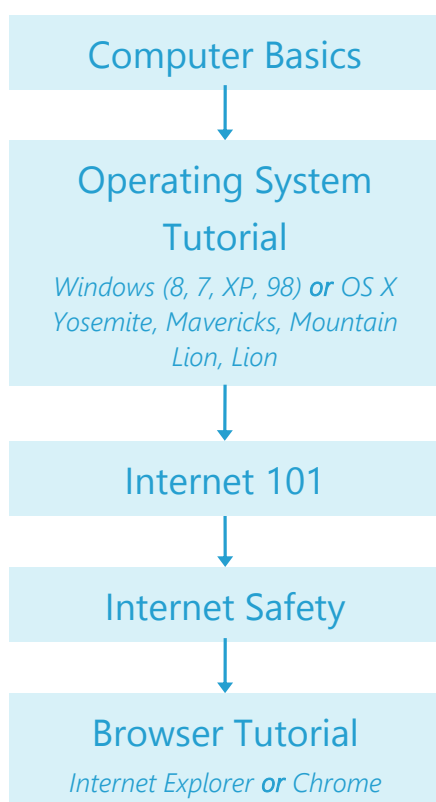 Computer Basics
Operating System
Tutorial
Windows (8, 7, XP, 98) or OS X
Yosemite, Mavericks, Mountain
Lion, Lion
Internet 101
Internet Safety
Browser Tutorial
Internet Explorer or Chrome